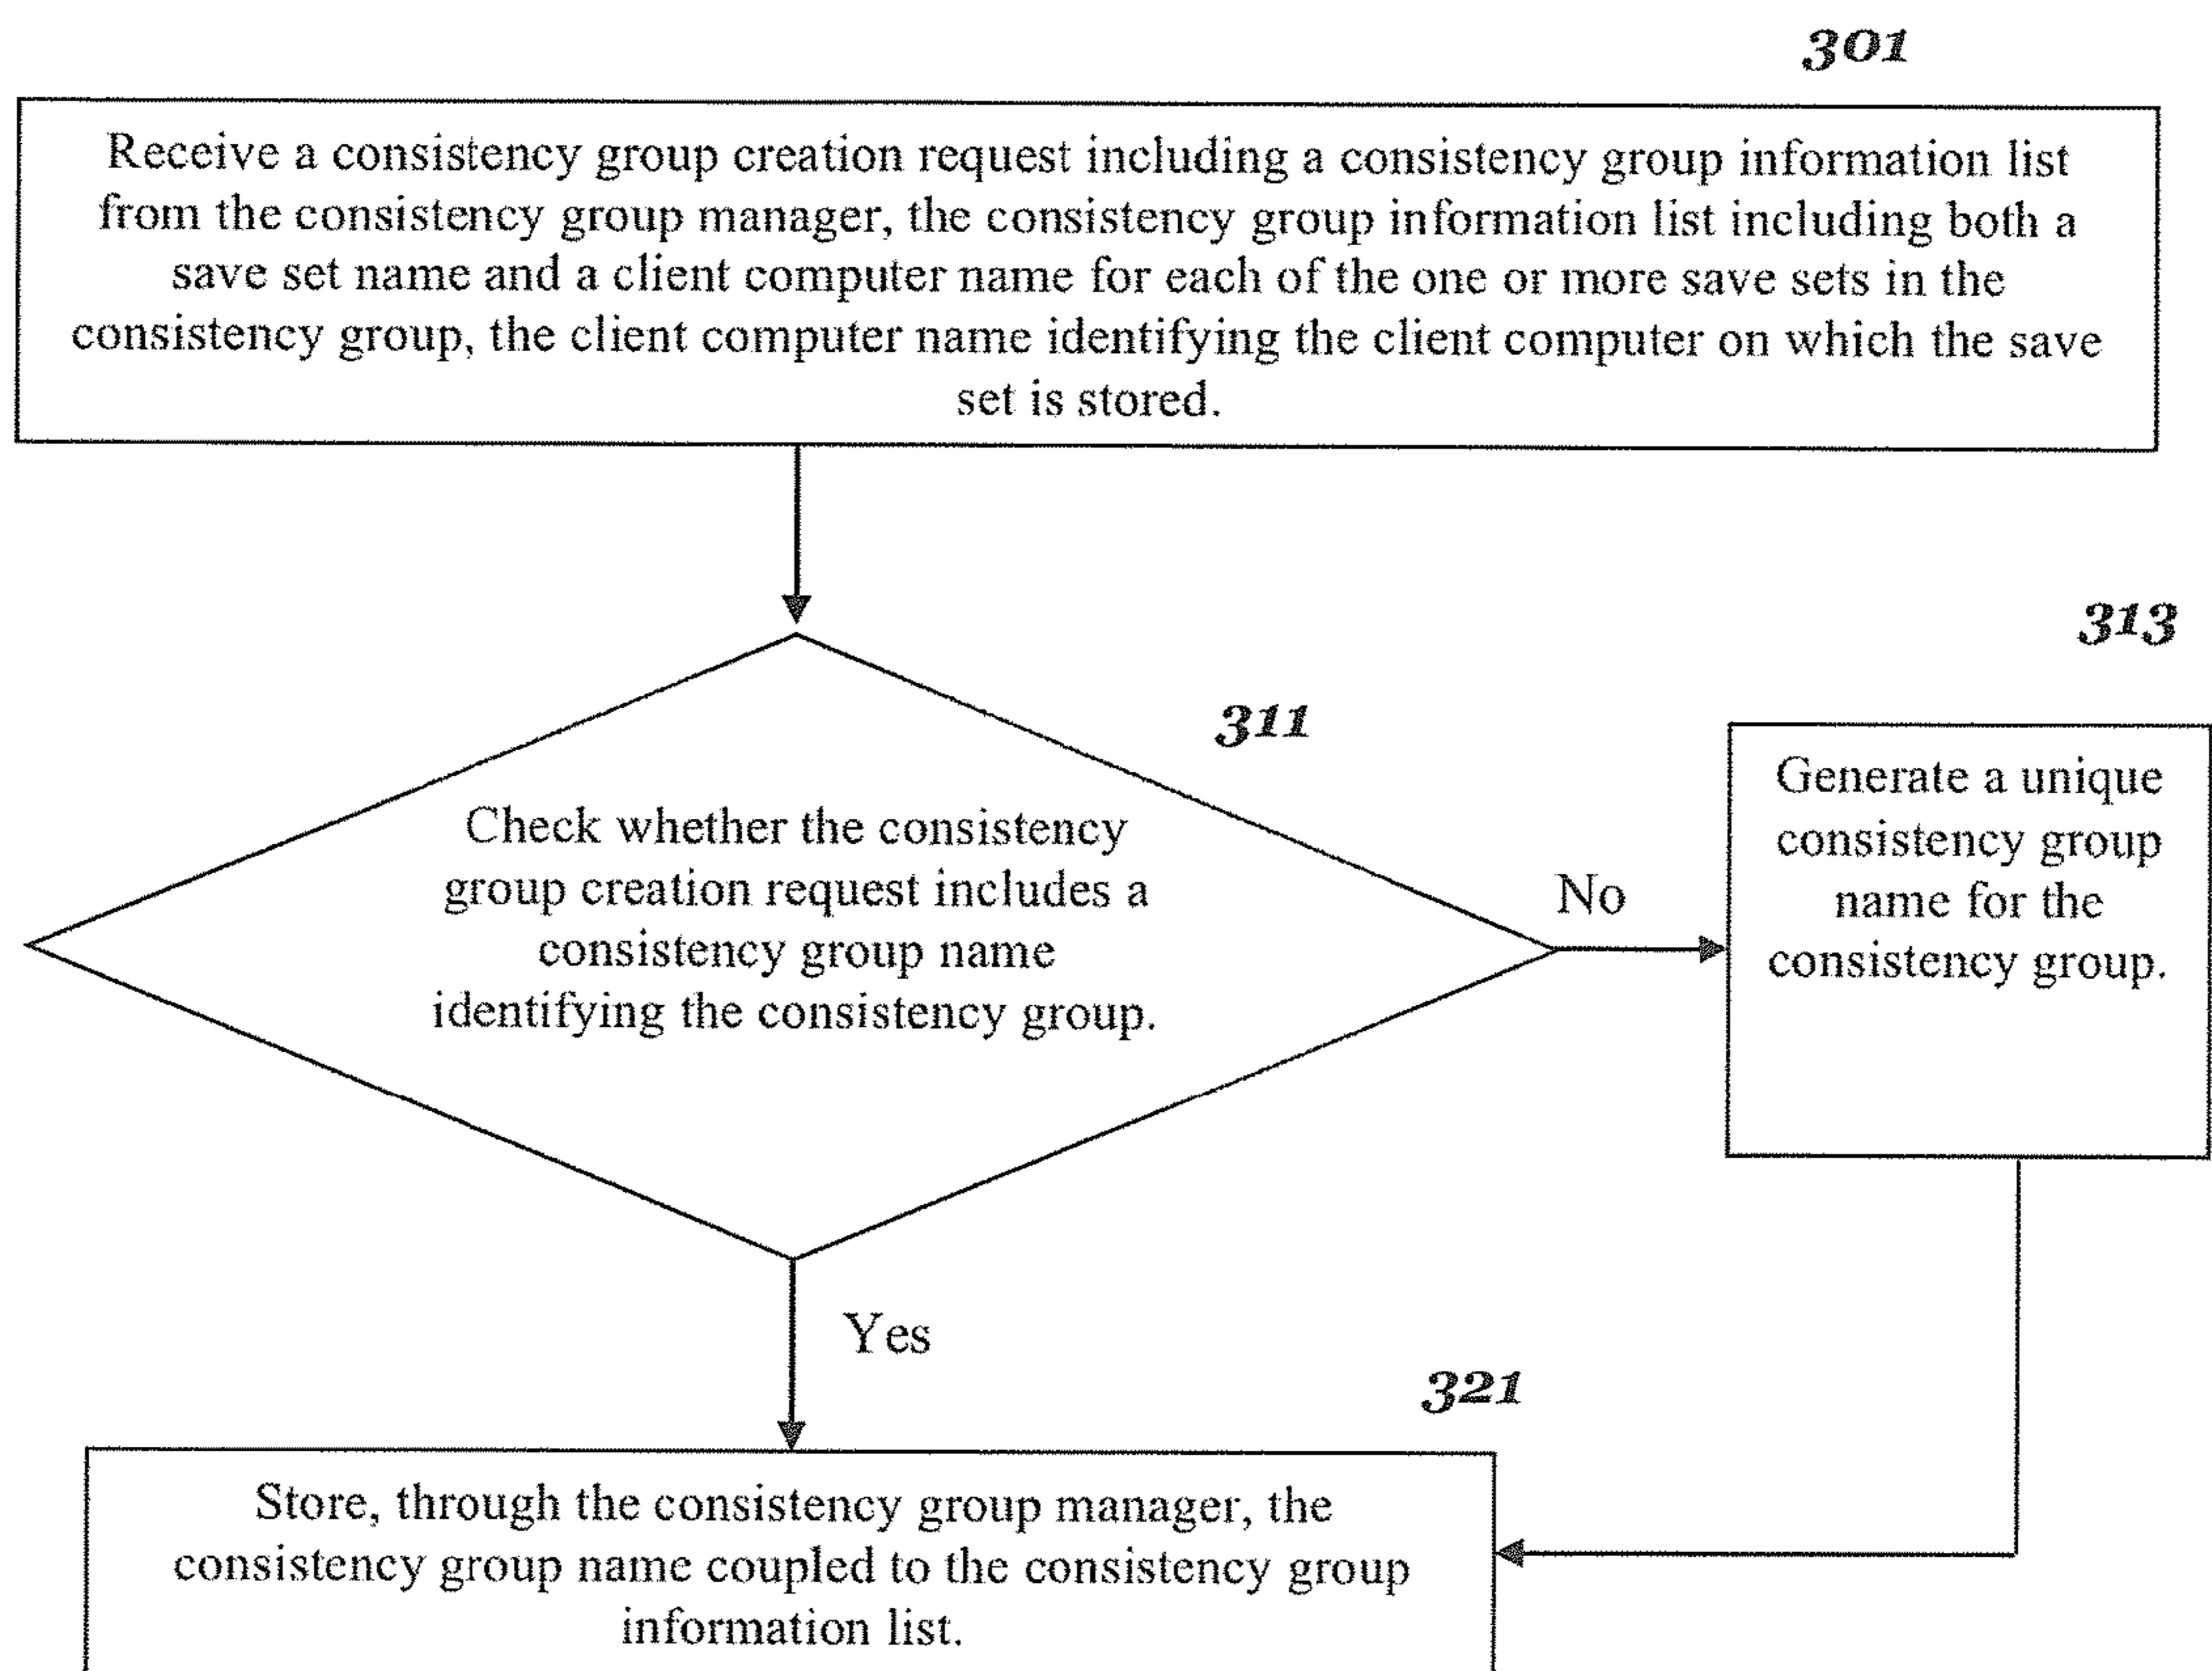 301
Receive a consistency group creation request including a consistency group information list
from the consistency group manager, the consistency group information list including both a
save set name and a client computer name for each of the one or more save sets in the
consistency group, the client computer name identifying the client computer on which the save
set is stored.
313
311
Generate a unique
consistency group
name for the
consistency group.
Check whether the consistency
group creation request includes a
consistency group name
identifying the consistency group.
No
Yes
321
Store, through the consistency group manager, the
consistency group name coupled to the consistency group
information list.